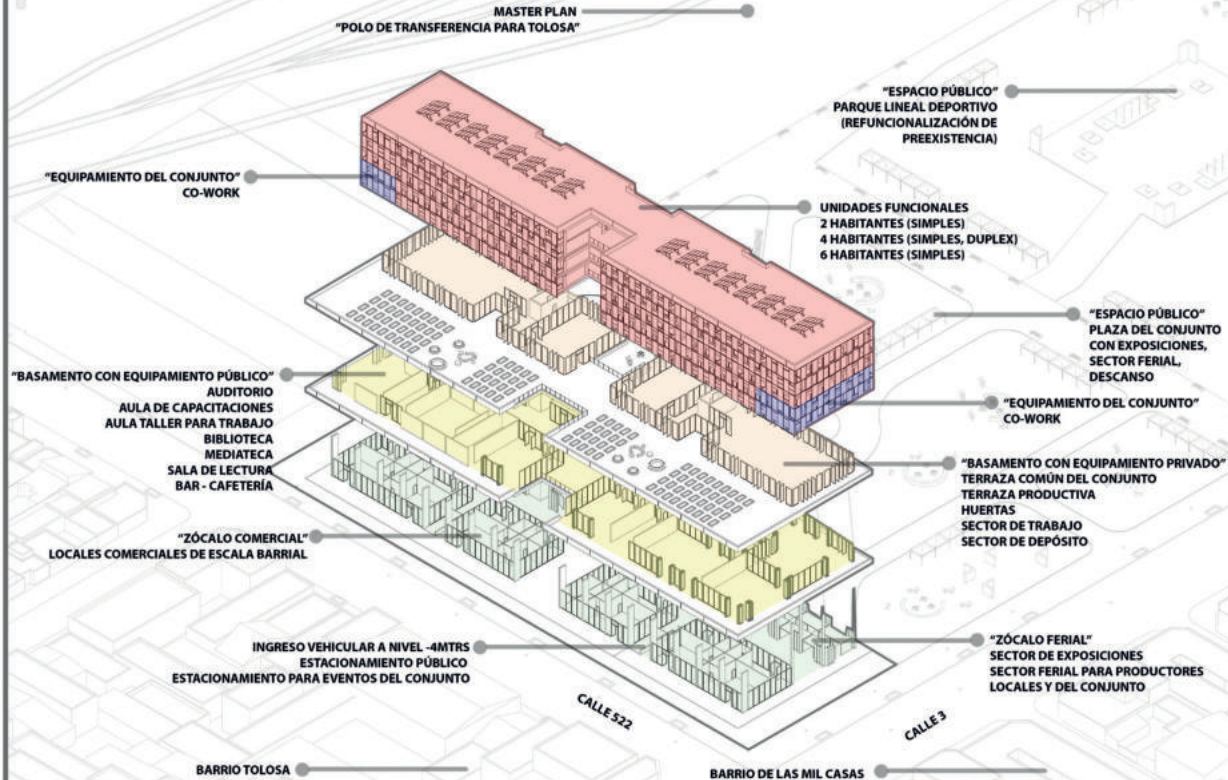 MASTER PLAN
"POLO DE TRANSFERENCIA PARA TOLOSA"
"ESPACIO PÚBLICO"
PARQUE LINEAL DEPORTIVO
(REFUNCIONALIZACIÓN DE
PREEXISTENCIA)
"EQUIPAMIENTO DEL CONJUNTO"
CO-WORK
UNIDADES FUNCIONALES
2 HABITANTES (SIMPLES)
4 HABITANTES (SIMPLES, DUPLEX)
6 HABITANTES (SIMPLES)
"ESPACIO PÚBLICO"
PLAZA DEL CONJUNTO
CON EXPOSICIONES,
SECTOR FERIAL,
DESCANSO
"BASAMENTO CON EQUIPAMIENTO PÚBLICO"
AUDITORIO
AULA DE CAPACITACIONES
AULA TALLER PARA TRABAJO
BIBLIOTECA
MEDIATECA
SALA DE LECTURA
BAR - CAFETERÍA
"EQUIPAMIENTO DEL CONJUNTO"
CO-WORK
"BASAMENTO CON EQUIPAMIENTO PRIVADO"
TERRAZA COMÚN DEL CONJUNTO
TERRAZA PRODUCTIVA
HUERTAS
SECTOR DE TRABAJO
SECTOR DE DEPÓSITO
"ZÓCALO COMERCIAL"
LOCALES COMERCIALES DE ESCALA BARRIAL
INGRESO VEHICULAR A NIVEL -4MTRS
ESTACIONAMIENTO PÚBLICO
ESTACIONAMIENTO PARA EVENTOS DEL CONJUNTO
"ZÓCALO FERIAL"
SECTOR DE EXPOSICIONES
SECTOR FERIAL PARA PRODUCTORES
LOCALES Y DEL CONJUNTO
CALLE 522
CALLE 3
BARRIO TOLOSA
BARRIO DE LAS MIL CASAS